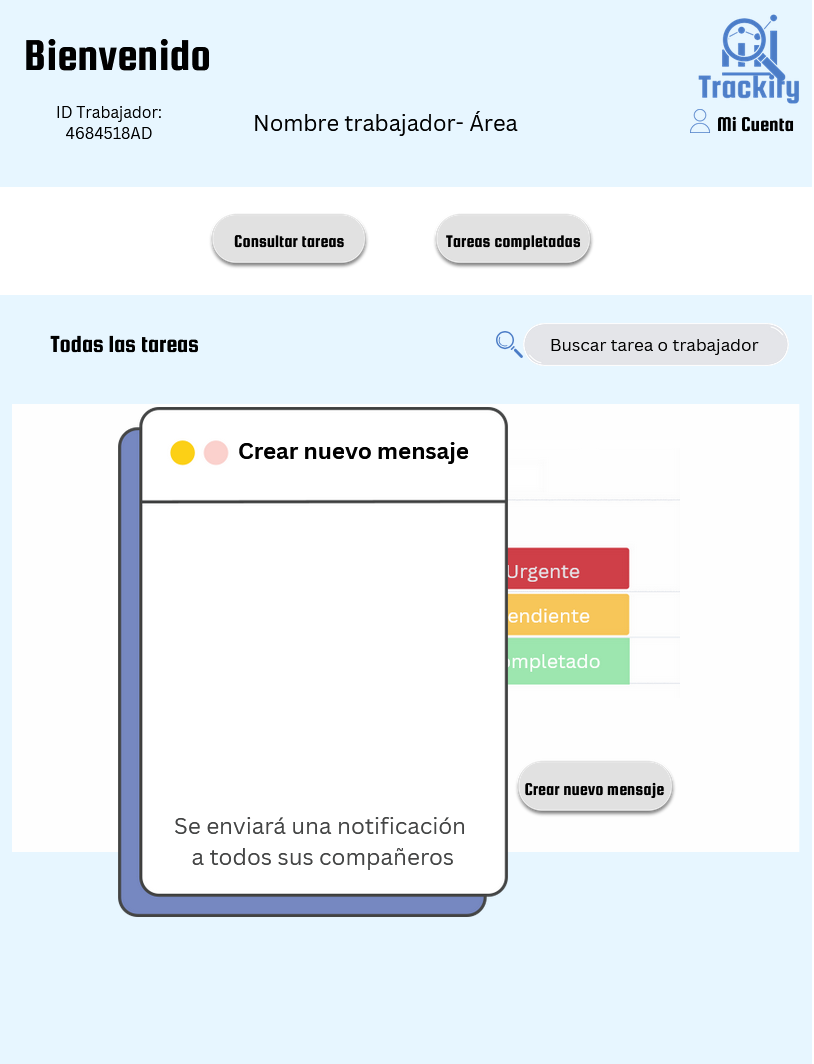 Bienvenido
Trackify
ID Trabajador:
4684518AD
Nombre trabajador- Área
Mi Cuenta
Consultar tareas
Tareas completadas
Todas las tareas
Buscar tarea o trabajador
Crear nuevo mensaje
Urgente
endiente
ompletado
Crear nuevo mensaje
Se enviará una notificación
a todos sus compañeros